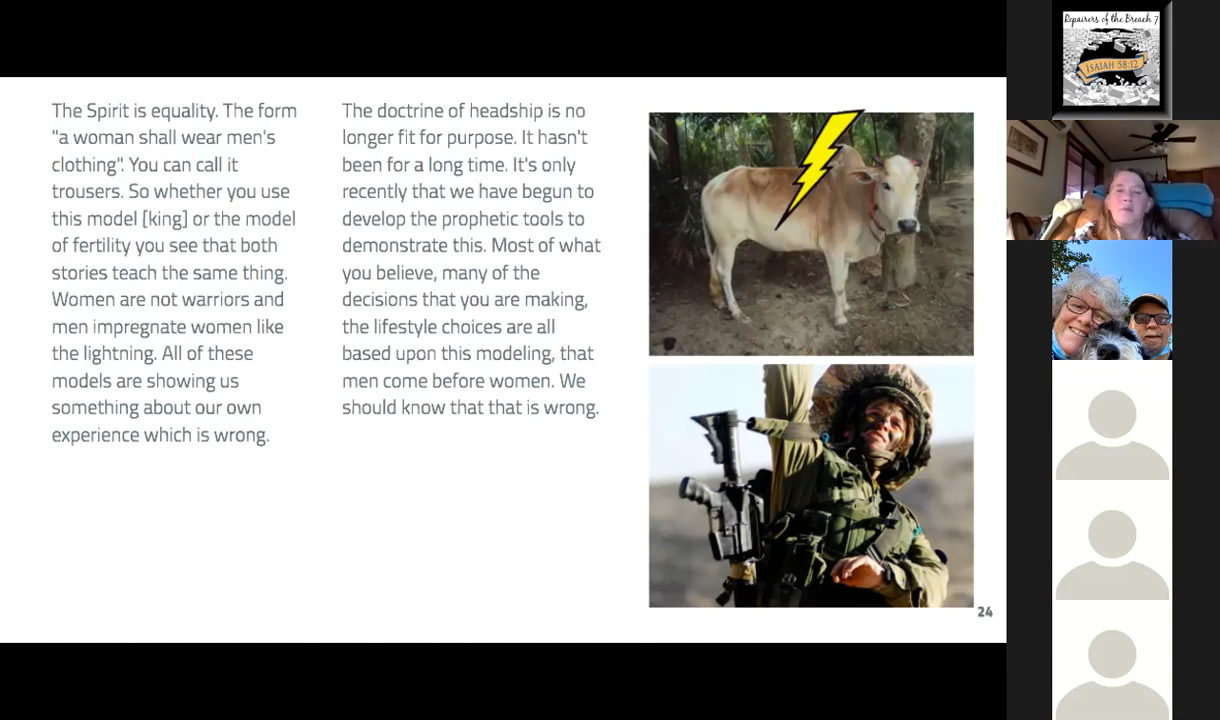 The Spirit is equality. The form
"a woman shall wear men's
clothing". You can call it
trousers. So whether you use
this model [king] or the model
of fertility you see that both
stories teach the same thing.
Women are not warriors and
men impregnate women like
the lightning. All of these
models are showing us
something about our own
experience which is wrong.
The doctrine of headship is no
longer fit for purpose. It hasn't
been for a long time. It's only
recently that we have begun to
develop the prophetic tools to
demonstrate this. Most of what
you believe, many of the
decisions that you are making,
the lifestyle choices are all
based upon this modeling, that
men come before women. We
should know that that is wrong.
24
Repairers of the Breach 7
ISAIAH 58:12